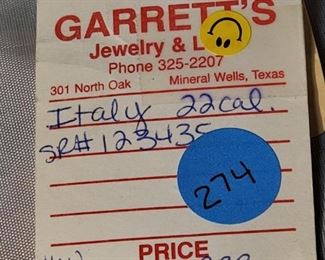 GARRETT'S
Jewelry &
Phone 325-2207
301 North Oak Mineral Wells, Texas
Italy 22cal.
SR# 123435
274
PRICE